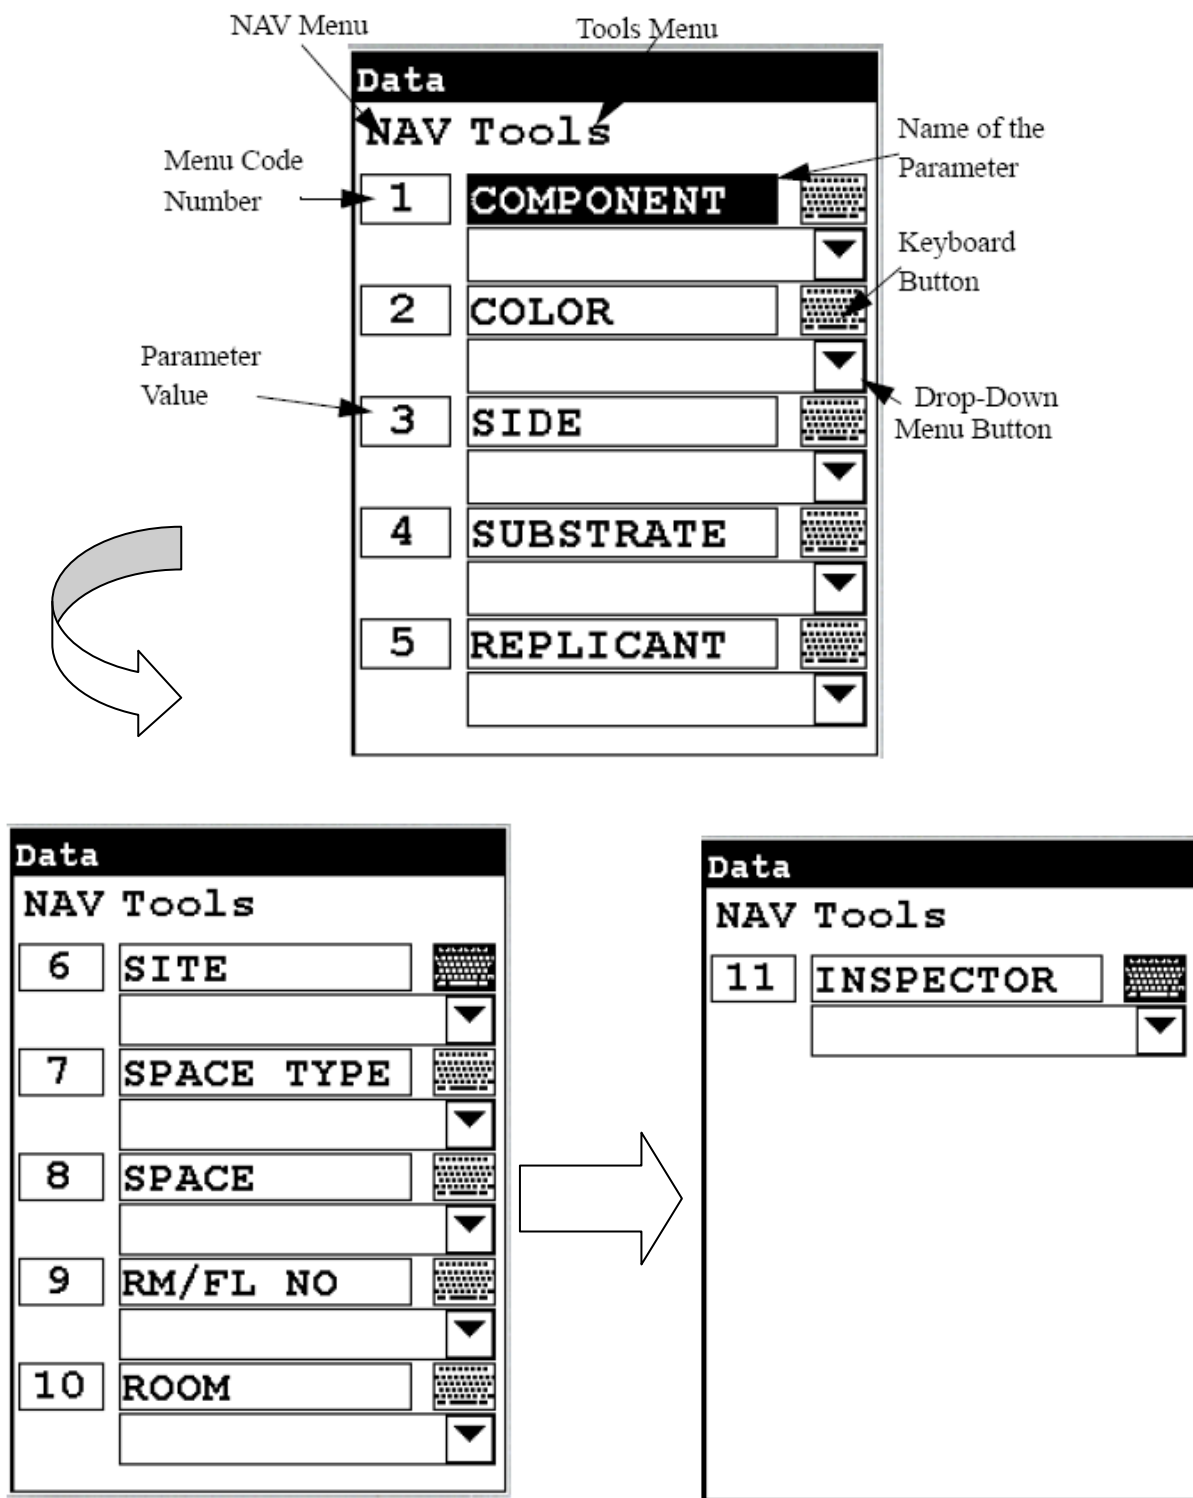 NAV Menu
Tools Menu
Data
NAV Tools
Name of the
Parameter
Menu Code
Number
1 COMPONENT
Keyboard
Button
2 COLOR
Parameter
Value
Drop-Down
Menu Button
3 SIDE
4 SUBSTRATE
5 REPLICANT
Data
NAV Tools
6 SITE
7 SPACE TYPE
8 SPACE
9 RM/FL NO
10 ROOM
Data
NAV Tools
11 INSPECTOR